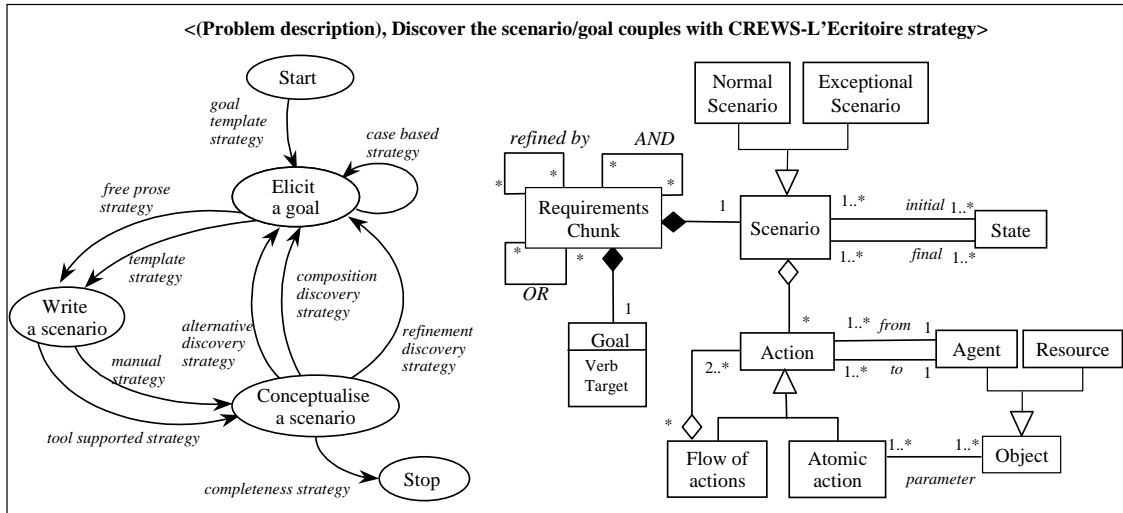 <(Problem description), Discover the scenario/goal couples with CREWS-L'Ecritoire strategy>
Start
goal
template
strategy
case based
strategy
Elicit
a goal
free prose
strategy
template
strategy
Write
a scenario
alternative
discovery
strategy
composition
discovery
strategy
refinement
discovery
strategy
manual
strategy
Conceptualise
a scenario
tool supported strategy
completeness strategy
Stop
Normal
Scenario
Exceptional
Scenario
refined by
AND
*
*
*
*
Requirements
Chunk
1
Scenario
1..*
initial
1..*
State
1..*
final
1..*
*
*
*
OR
1
Goal
Verb
Target
*
Action
1..*
from
1
1..*
to
1
Agent
Resource
2..*
*
Flow of
actions
Atomic
action
1..*
1..*
parameter
Object